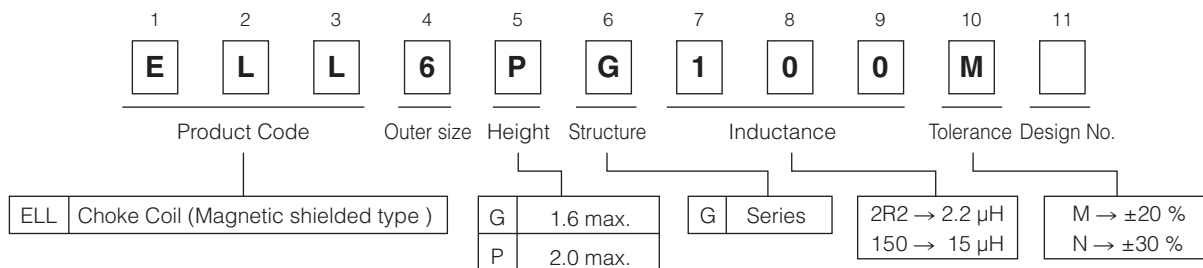 1 2 3 4 5 6 7 8 9 10 11
E L L 6 P G 1 0 0 M
Product Code Outer size Height Structure Inductance Tolerance Design No.
ELL Choke Coil (Magnetic shielded type ) G 1.6 max. G Series 2R2 → 2.2 µH M → ±20 %
P 2.0 max. 150 → 15 µH N → ±30 %